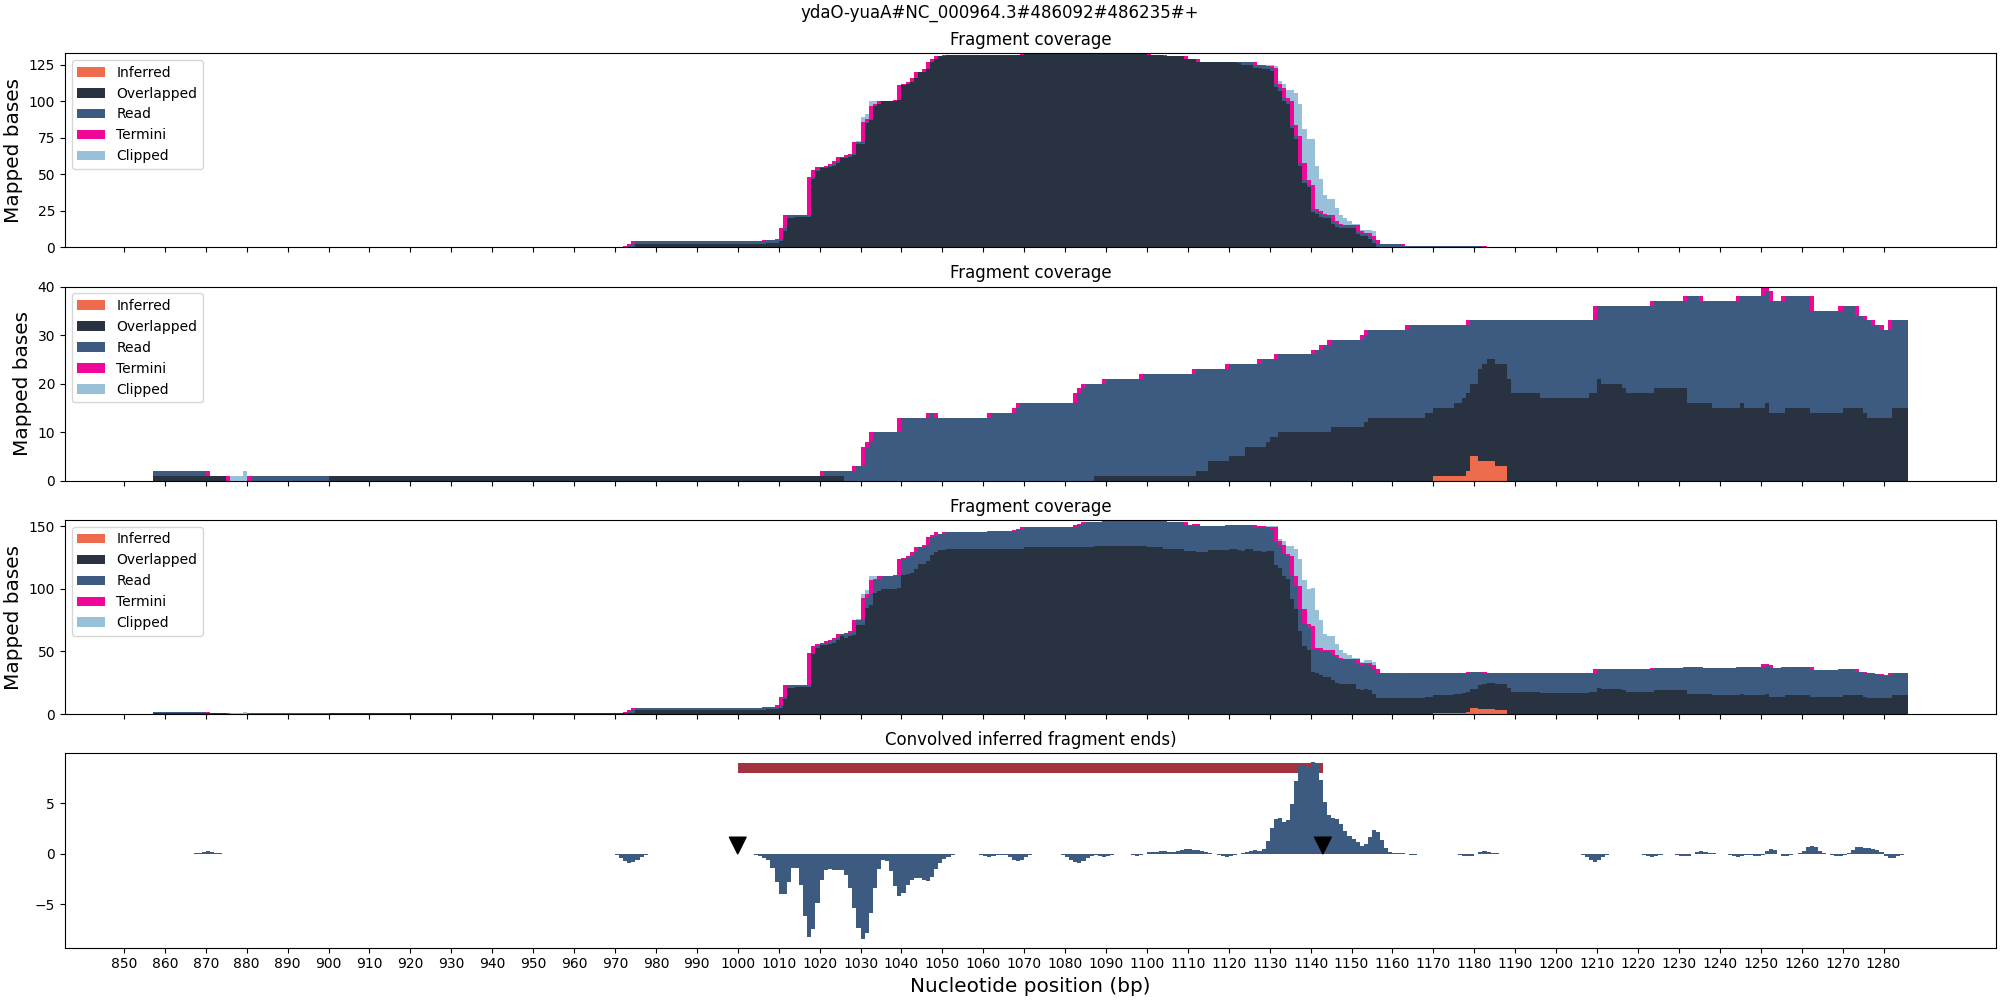 ydaO-yuaA#NC_000964.3#486092#486235#+
Fragment coverage
Mapped bases
125
100
75
50
25
0
Inferred
Overlapped
Read
Termini
Clipped
Fragment coverage
Mapped bases
40
30
20
10
0
Inferred
Overlapped
Read
Termini
Clipped
Fragment coverage
Mapped bases
150
100
50
0
Inferred
Overlapped
Read
Termini
Clipped
Convolved inferred fragment ends)
5
0
−5
850 860 870 880 890 900 910 920 930 940 950 960 970 980 990 1000 1010 1020 1030 1040 1050 1060 1070 1080 1090 1100 1110 1120 1130 1140 1150 1160 1170 1180 1190 1200 1210 1220 1230 1240 1250 1260 1270 1280
Nucleotide position (bp)